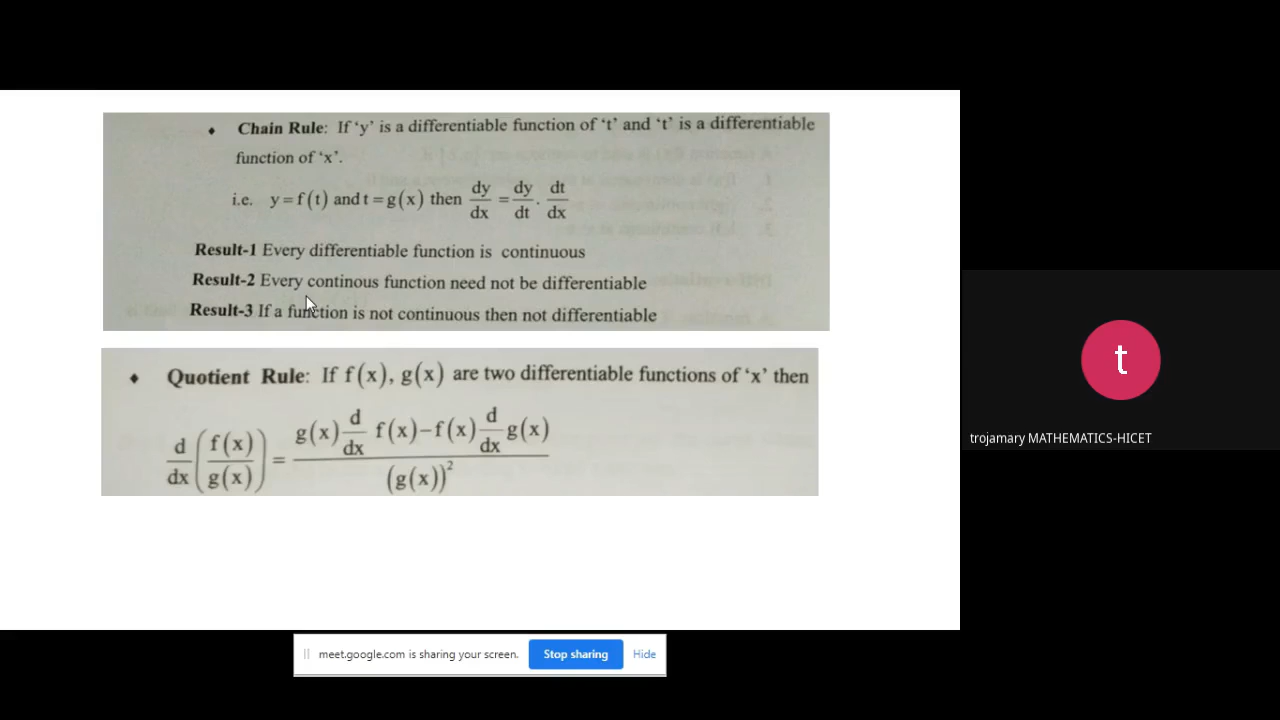 ♦ Chain Rule: If ‘y’ is a differentiable function of ‘t’ and ‘t’ is a differentiable
function of ‘x’.
i.e. y=f(t) and t=g(x) then dy/dx = dy/dt . dt/dx
Result-1 Every differentiable function is continuous
Result-2 Every continous function need not be differentiable
Result-3 If a function is not continuous then not differentiable
♦ Quotient Rule: If f(x), g(x) are two differentiable functions of ‘x’ then
d/dx (f(x)/g(x)) = (g(x) d/dx f(x) − f(x) d/dx g(x)) / (g(x))²
t
trojamary MATHEMATICS-HICET
meet.google.com is sharing your screen. Stop sharing Hide